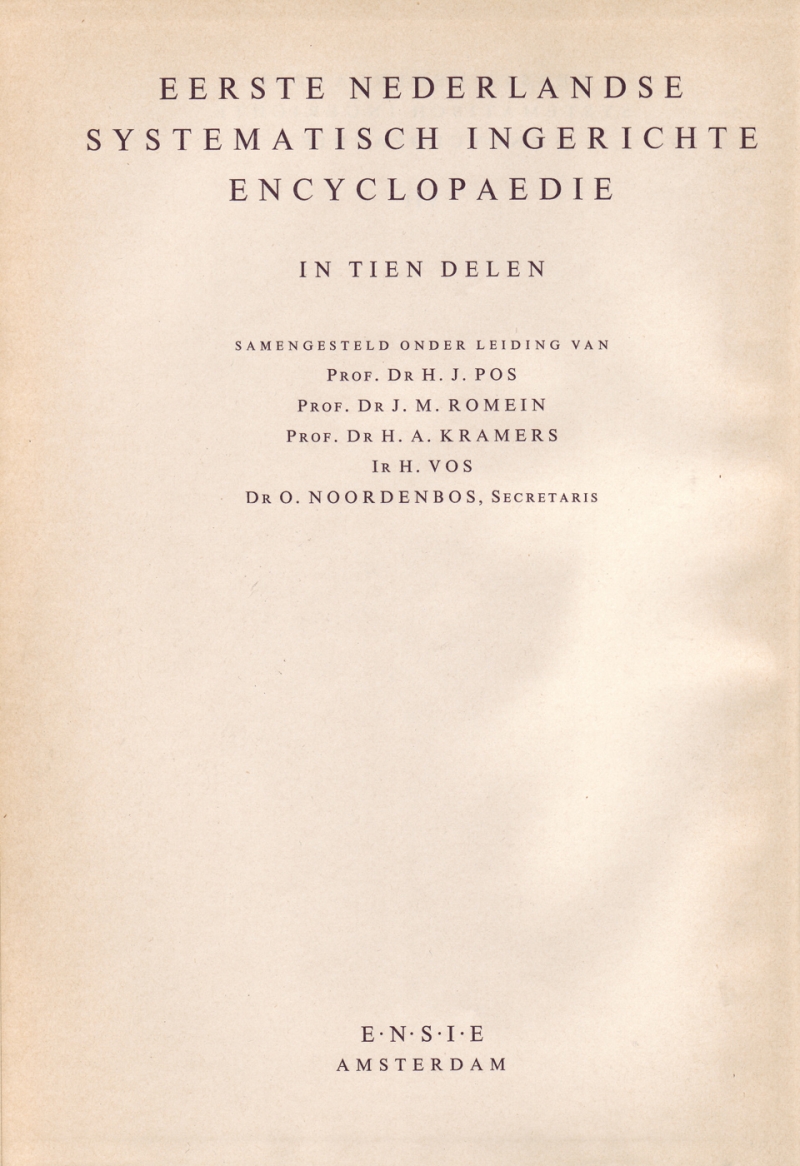 EERSTE NEDERLANDSE
SYSTEMATISCH INGERICHTE
ENCYCLOPAEDIE
IN TIEN DELEN
SAMENGESTELD ONDER LEIDING VAN
PROF. DR H. J. POS
PROF. DR J. M. ROMEIN
PROF. DR H. A. KRAMERS
IR H. VOS
DR O. NOORDENBOS, SECRETARIS
E·N·S·I·E
AMSTERDAM